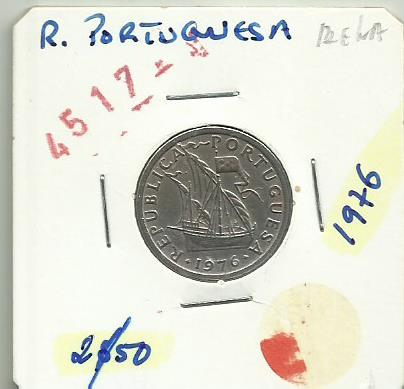 R. PORTUGUESA
4517
REPUBLICA PORTUGUESA
· 1976 ·
1976
2$50